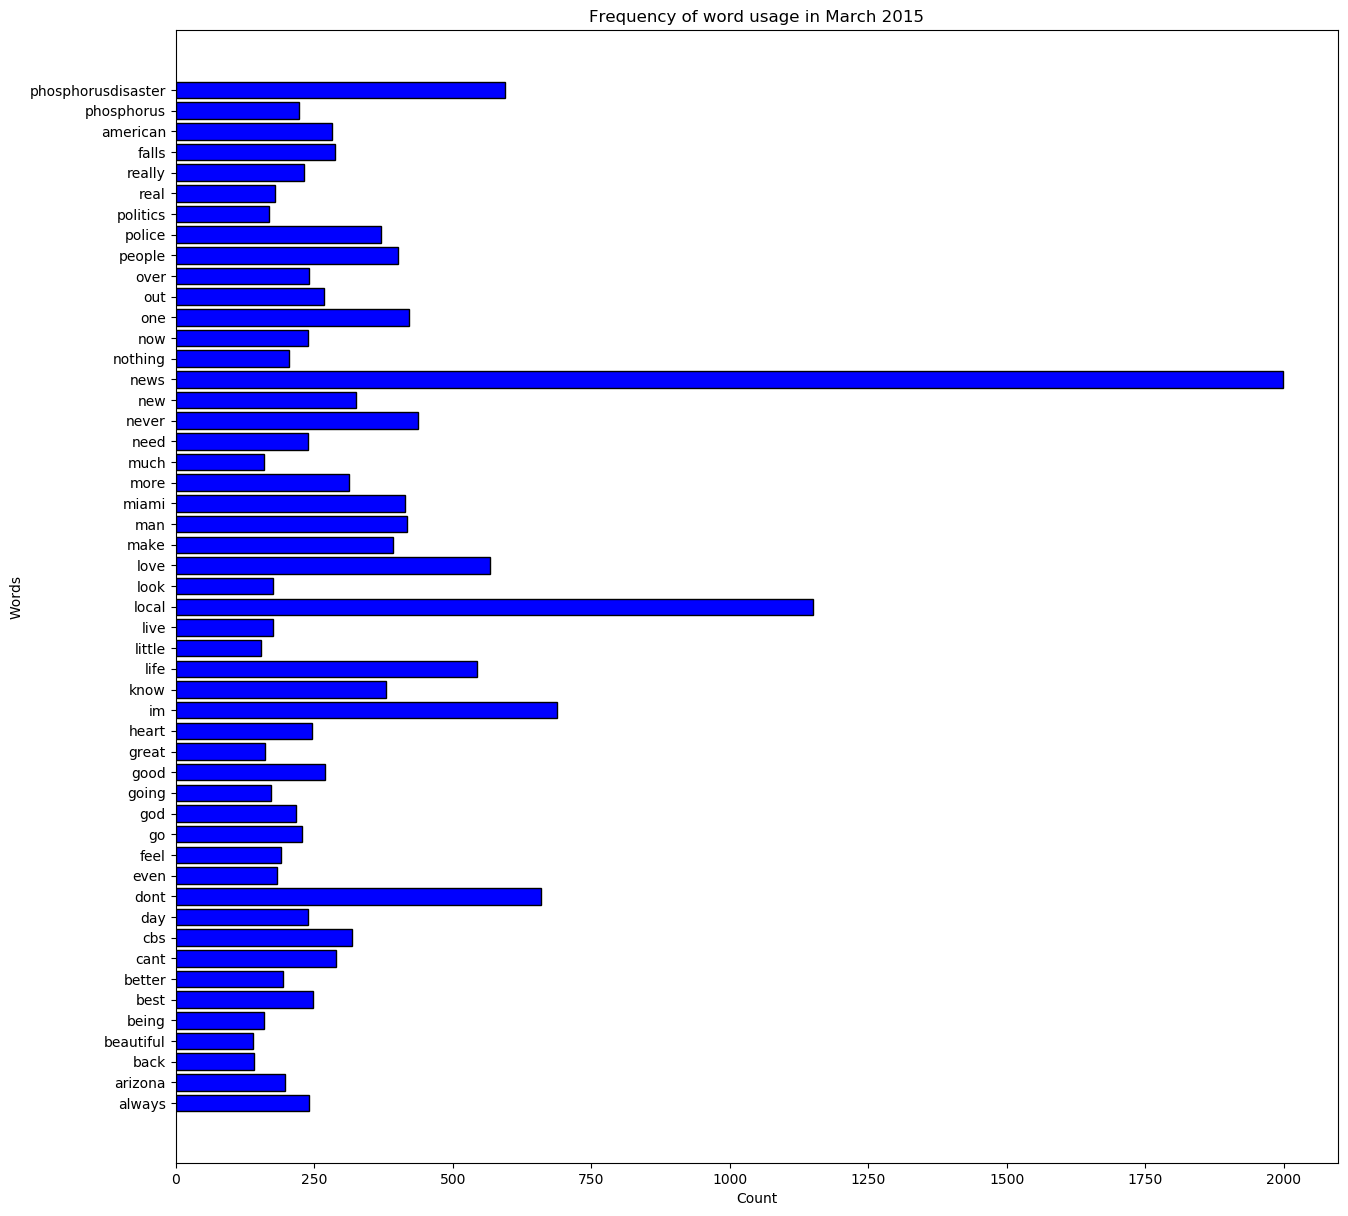 Frequency of word usage in March 2015
phosphorusdisaster
phosphorus
american
falls
really
real
politics
police
people
over
out
one
now
nothing
news
new
never
need
much
more
miami
man
make
love
look
local
live
little
life
know
im
heart
great
good
going
god
go
feel
even
dont
day
cbs
cant
better
best
being
beautiful
back
arizona
always
Words
0 250 500 750 1000 1250 1500 1750 2000
Count